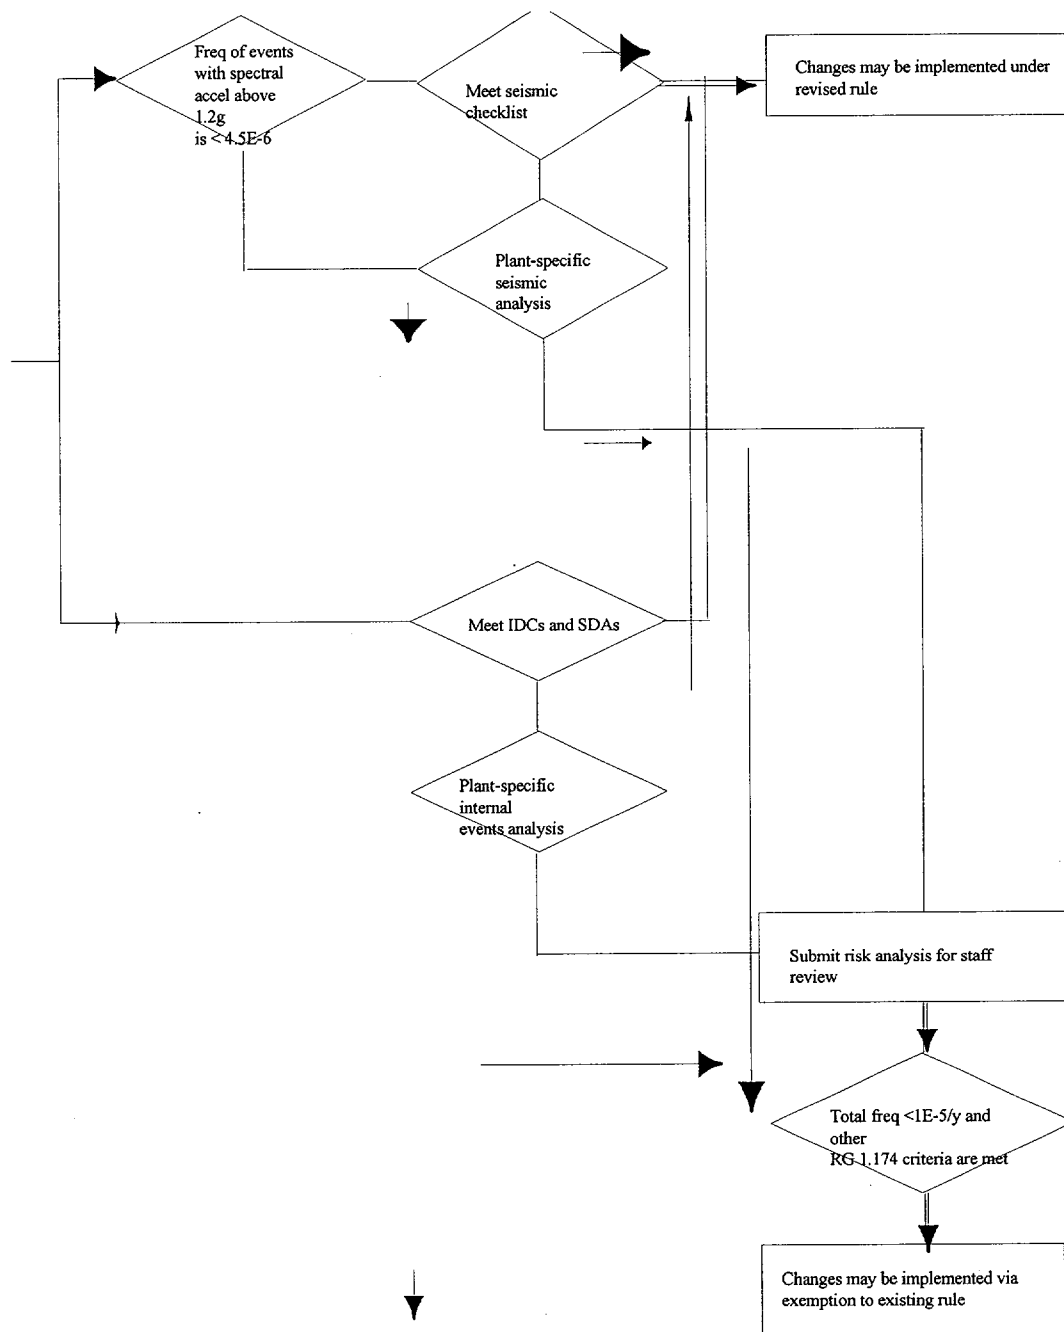 Freq of events
with spectral
accel above
1.2g
is < 4.5E-6
Meet seismic
checklist
Changes may be implemented under
revised rule
Plant-specific
seismic
analysis
Meet IDCs and SDAs
Plant-specific
internal
events analysis
Submit risk analysis for staff
review
Total freq <1E-5/y and
other
RG 1.174 criteria are met
Changes may be implemented via
exemption to existing rule